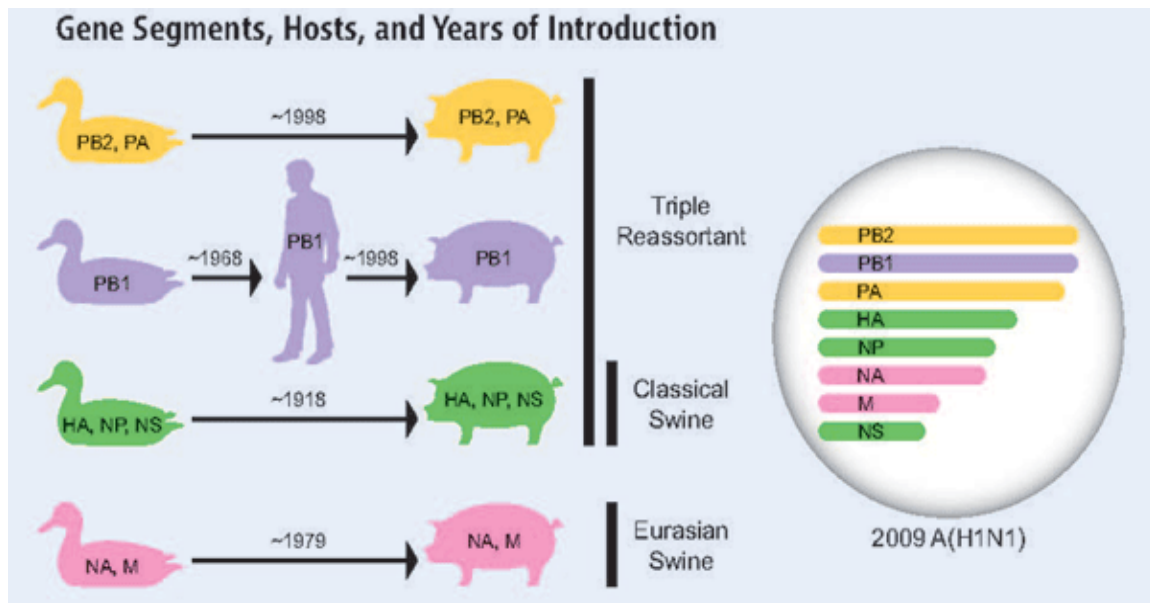 Gene Segments, Hosts, and Years of Introduction
PB2, PA
~1998
PB2, PA
PB1
~1968
PB1
~1998
PB1
HA, NP, NS
~1918
HA, NP, NS
NA, M
~1979
NA, M
Triple
Reassortant
Classical
Swine
Eurasian
Swine
PB2
PB1
PA
HA
NP
NA
M
NS
2009 A(H1N1)